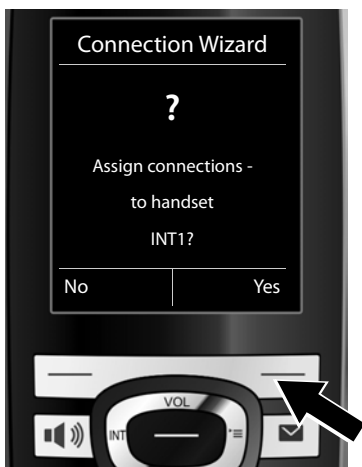 Connection Wizard
?
Assign connections -
to handset
INT1?
No Yes
VOL
INT